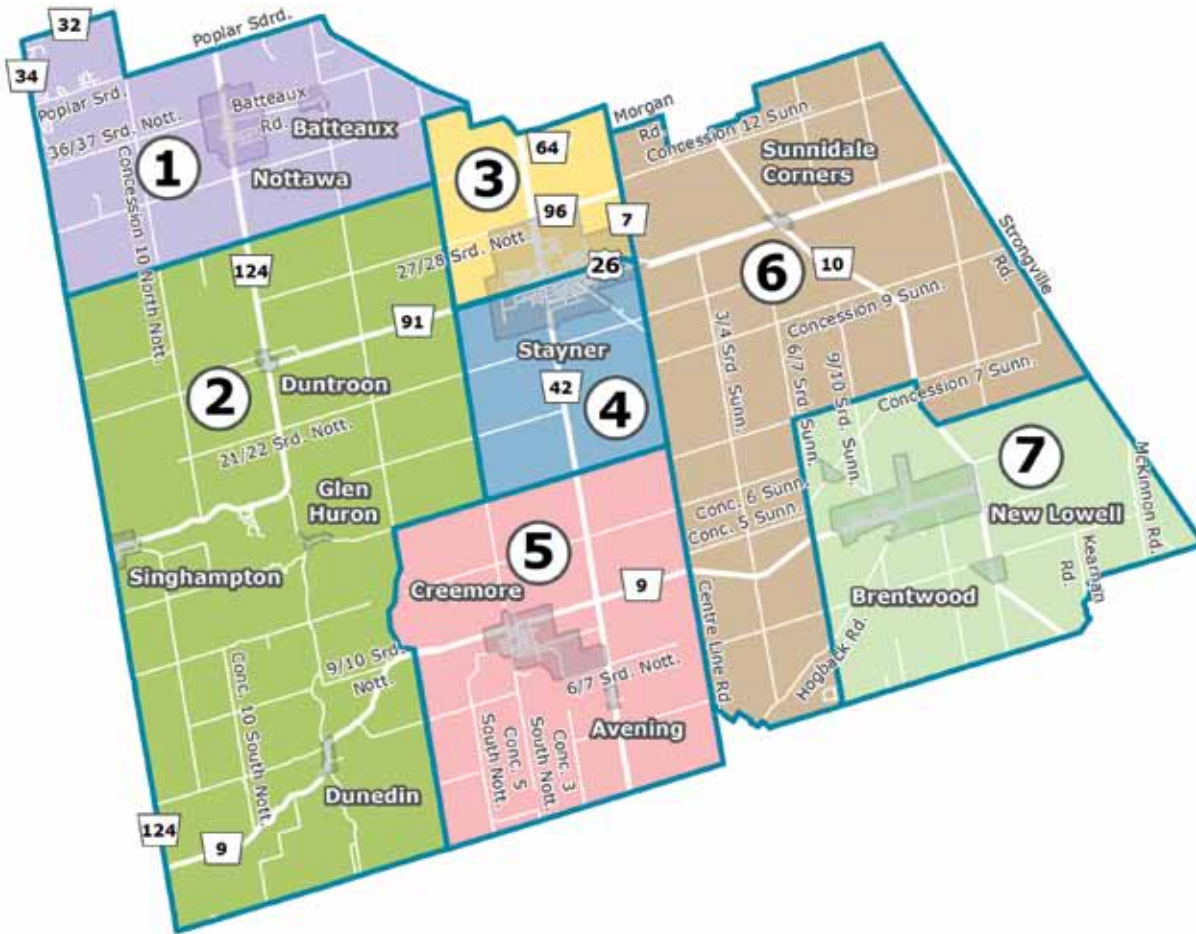 32
34
Poplar Sdrd.
Poplar Srd.
36/37 Srd. Nott.
Batteaux
Rd.
Batteaux
1
Nottawa
Concession 10 North Nott.
Morgan
Rd.
64
3
96
7
27/28 Srd. Nott.
26
Concession 12 Sunn.
Sunnidale
Corners
Strongville
Rd.
6
10
124
91
2
Duntroon
21/22 Srd. Nott.
Glen
Huron
Singhampton
Stayner
42
4
3/4 Srd. Sunn.
Concession 9 Sunn.
6/7 Srd. Sunn.
9/10 Srd. Sunn.
Concession 7 Sunn.
7
New Lowell
McKinnon Rd.
Conc. 6 Sunn.
Conc. 5 Sunn.
Kearnan
Rd.
Brentwood
Hogback Rd.
5
Creemore
9
Centre Line Rd.
9/10 Srd.
Nott.
6/7 Srd. Nott.
Avening
Conc. 5
South Nott.
Conc. 3
South Nott.
Conc. 10 South Nott.
Dunedin
124
9